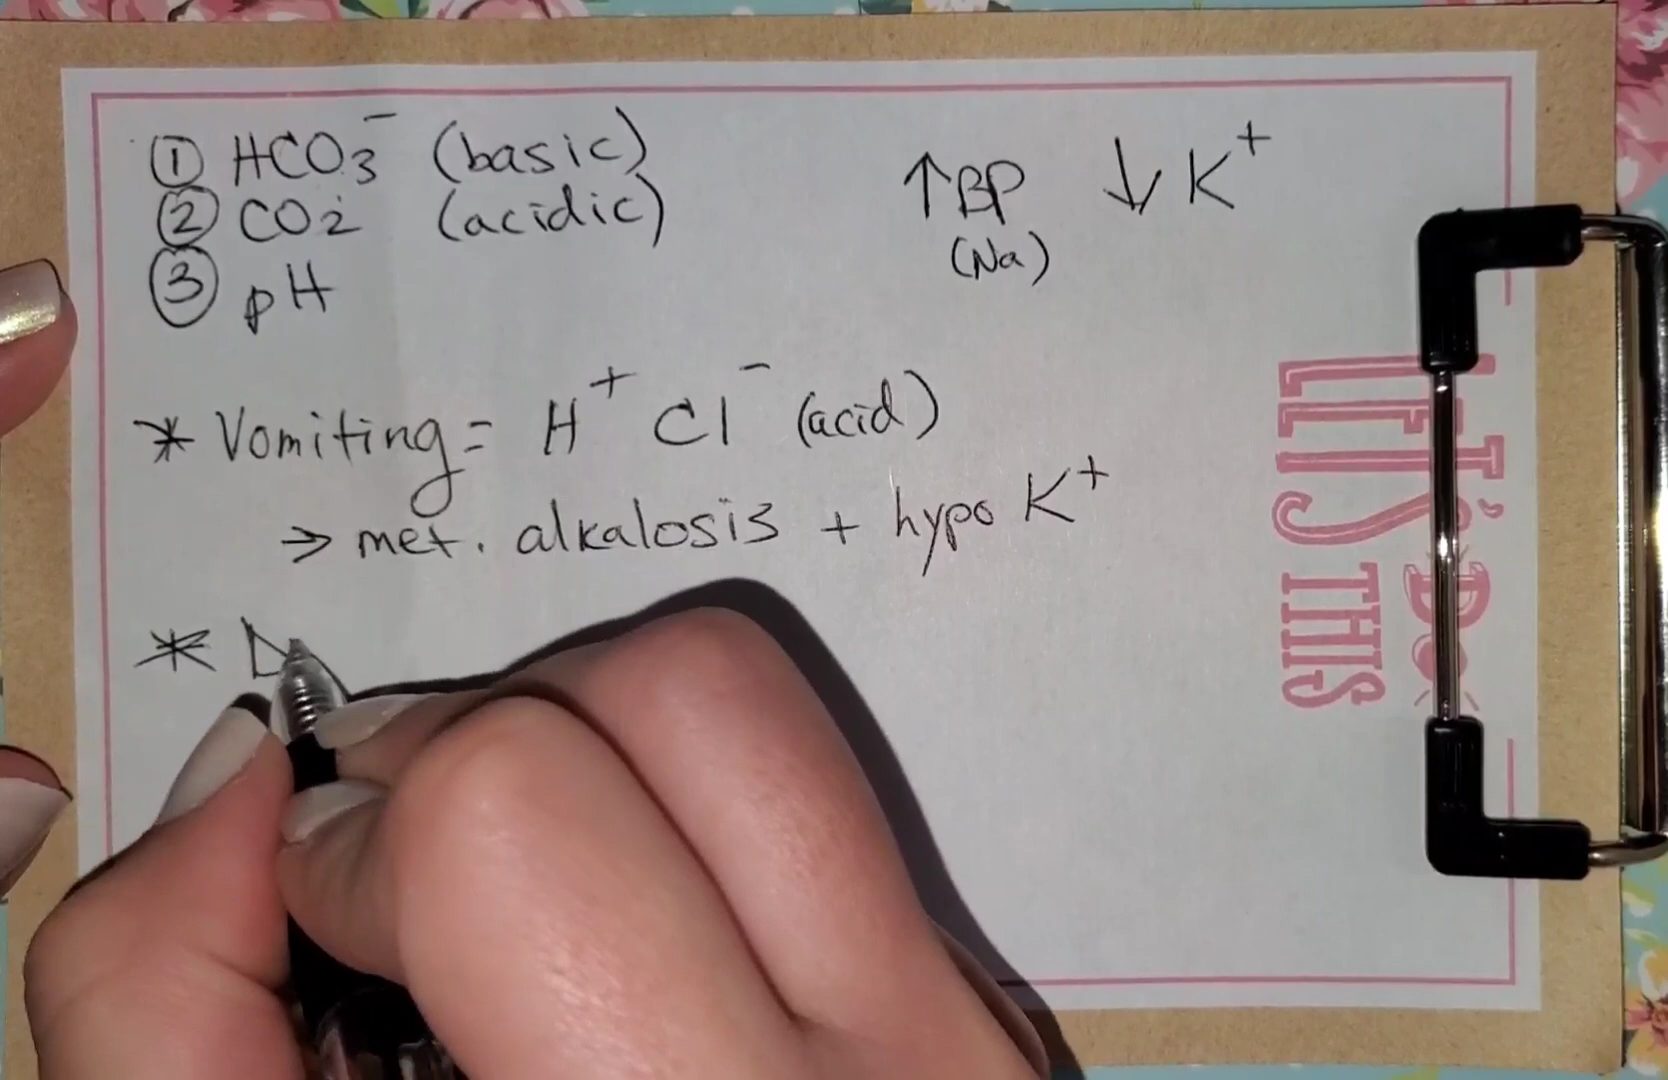 ① HCO₃⁻ (basic)
② CO₂ (acidic)
③ pH
↑BP ↓K⁺
(Na)
* Vomiting = H⁺ Cl⁻ (acid)
→ met. alkalosis + hypo K⁺
* D
LET'S DO
THIS